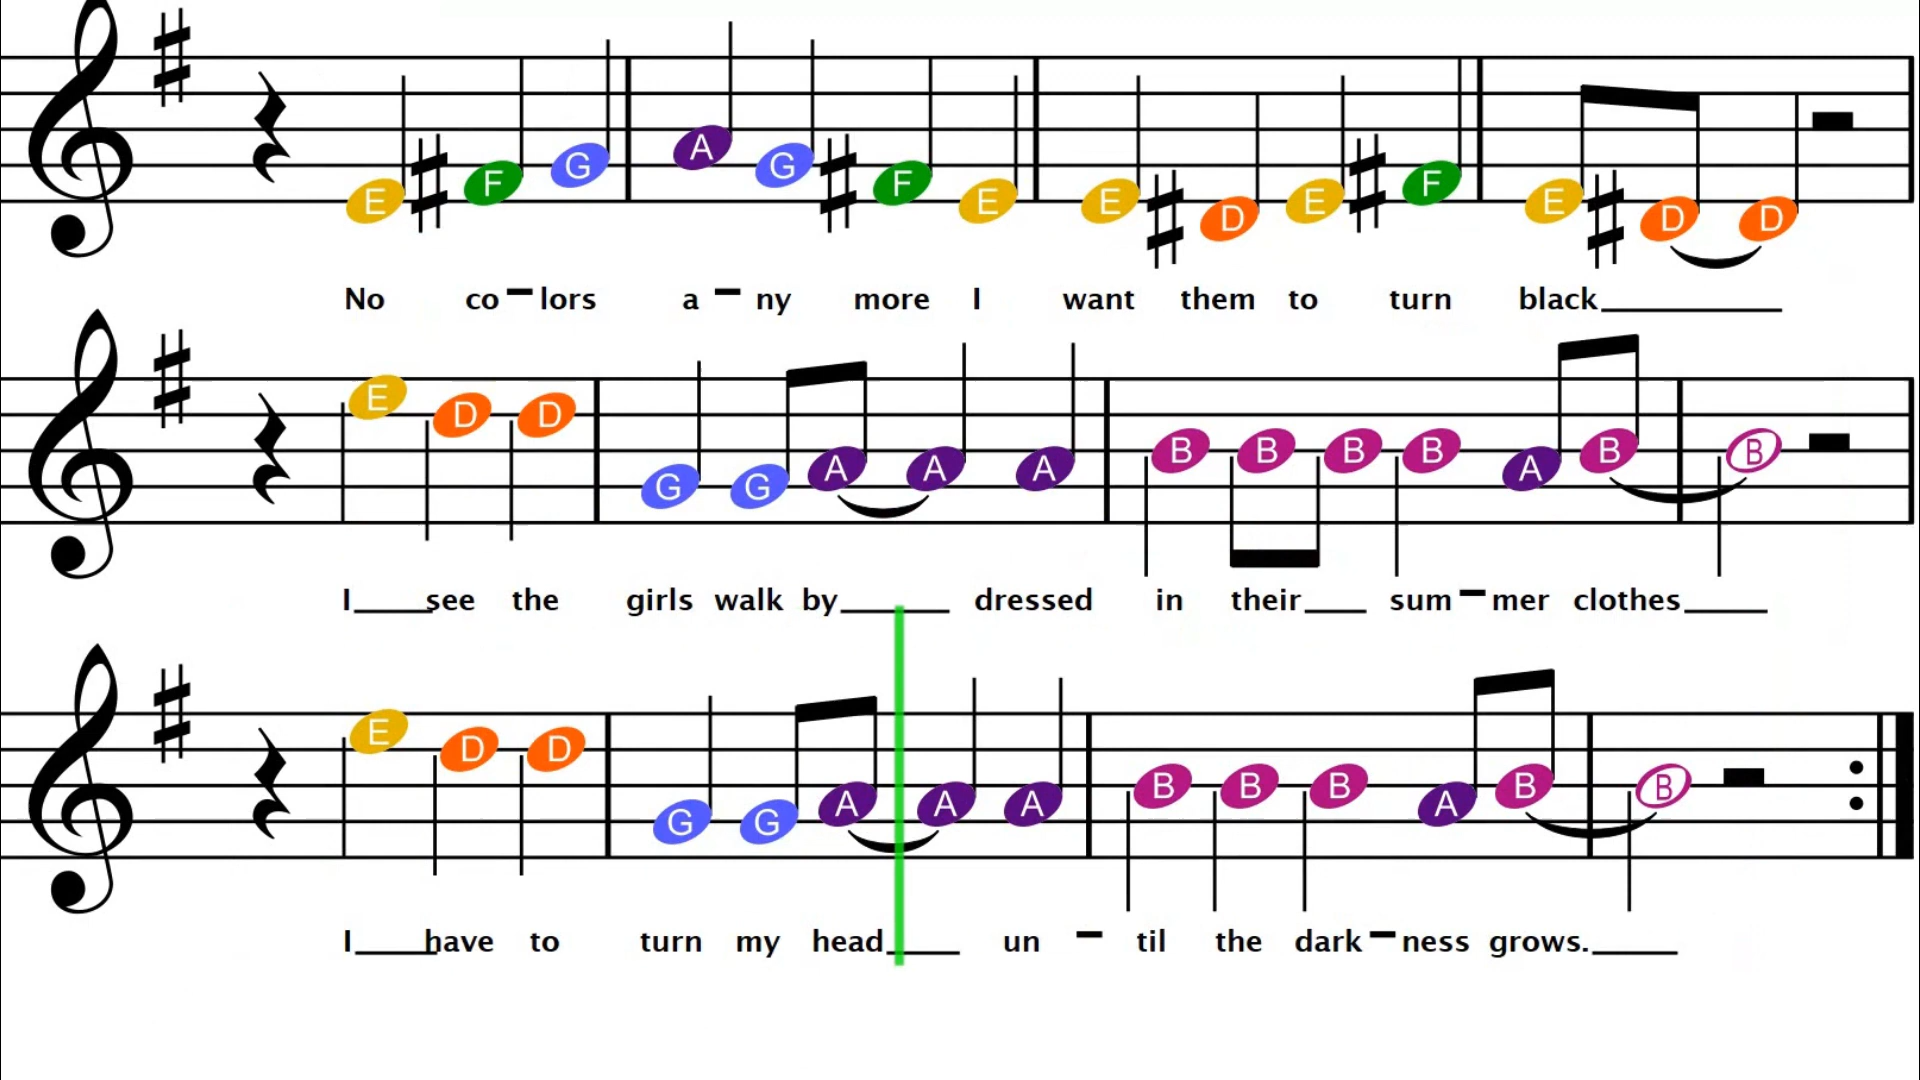 E F G A G F E E D E F E D D
No co-lors a-ny more I want them to turn black
E D D G G A A A B B B B A B B
I see the girls walk by dressed in their sum-mer clothes
E D D G G A A A B B B A B B
I have to turn my head un-til the dark-ness grows.